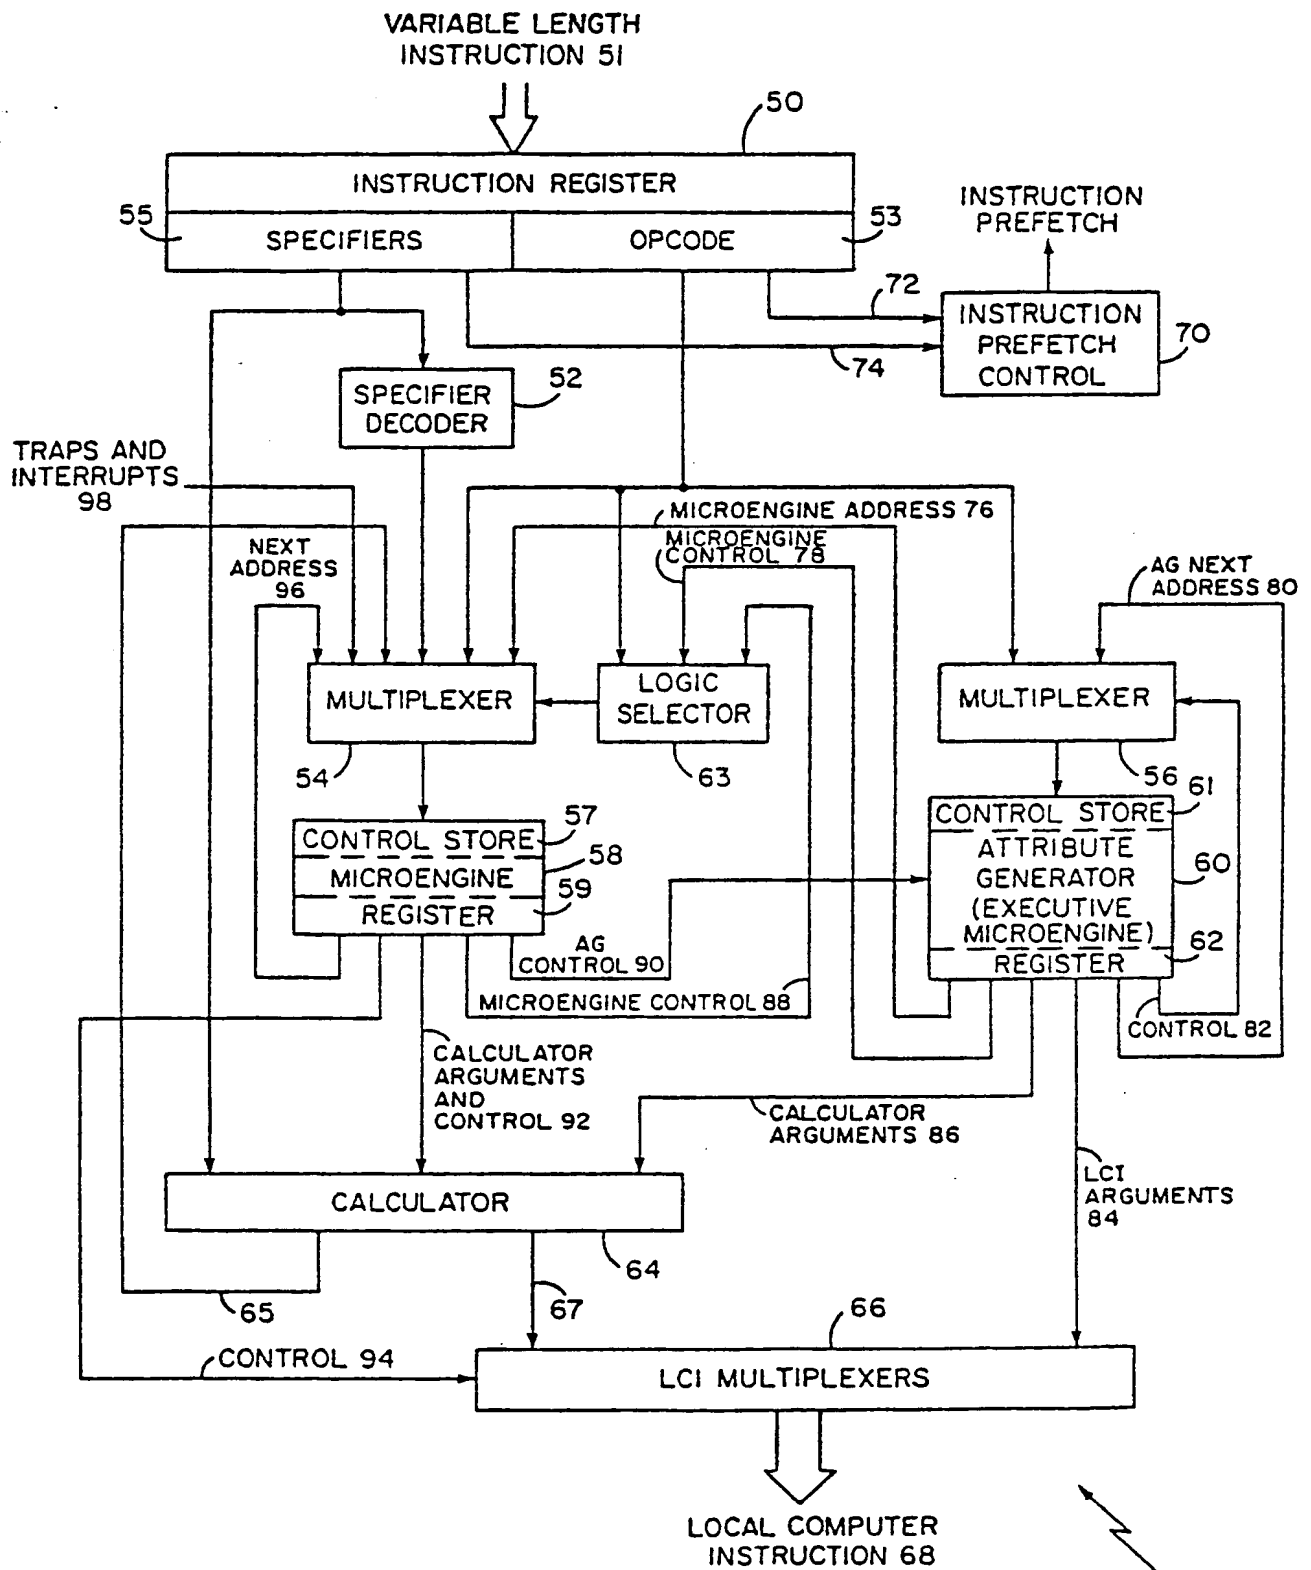 VARIABLE LENGTH
INSTRUCTION 51
50
INSTRUCTION REGISTER
55
SPECIFIERS
OPCODE
53
INSTRUCTION
PREFETCH
72
74
INSTRUCTION
PREFETCH
CONTROL
70
SPECIFIER
DECODER
52
TRAPS AND
INTERRUPTS
98
MICROENGINE ADDRESS 76
MICROENGINE
CONTROL 78
NEXT
ADDRESS
96
AG NEXT
ADDRESS 80
MULTIPLEXER
54
LOGIC
SELECTOR
63
MULTIPLEXER
56
CONTROL STORE
57
MICROENGINE
58
REGISTER
59
CONTROL STORE
61
ATTRIBUTE
GENERATOR
(EXECUTIVE
MICROENGINE)
60
REGISTER
62
AG
CONTROL 90
MICROENGINE CONTROL 88
CONTROL 82
CALCULATOR
ARGUMENTS
AND
CONTROL 92
CALCULATOR
ARGUMENTS 86
LCI
ARGUMENTS
84
CALCULATOR
64
65
67
66
CONTROL 94
LCI MULTIPLEXERS
LOCAL COMPUTER
INSTRUCTION 68